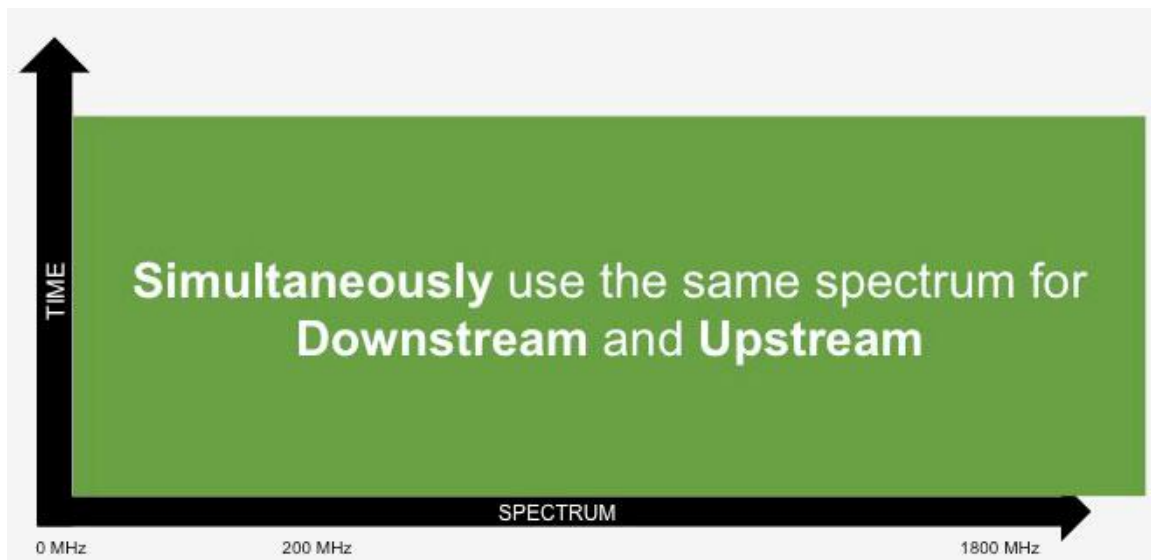 TIME
Simultaneously use the same spectrum for
Downstream and Upstream
SPECTRUM
0 MHz
200 MHz
1800 MHz